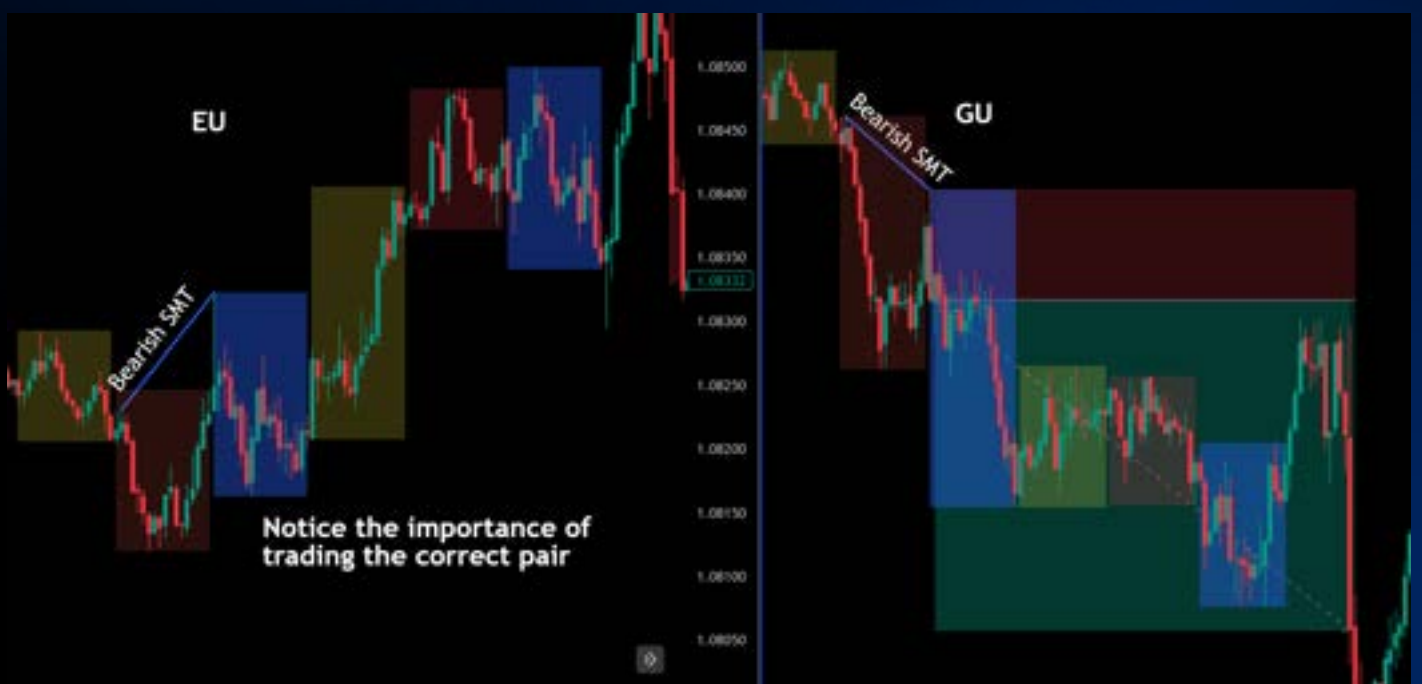 EU
Bearish SMT
Notice the importance of
trading the correct pair
1.08500
1.08450
1.08400
1.08350
1.08332
1.08300
1.08250
1.08200
1.08150
1.08100
1.08050
GU
Bearish SMT